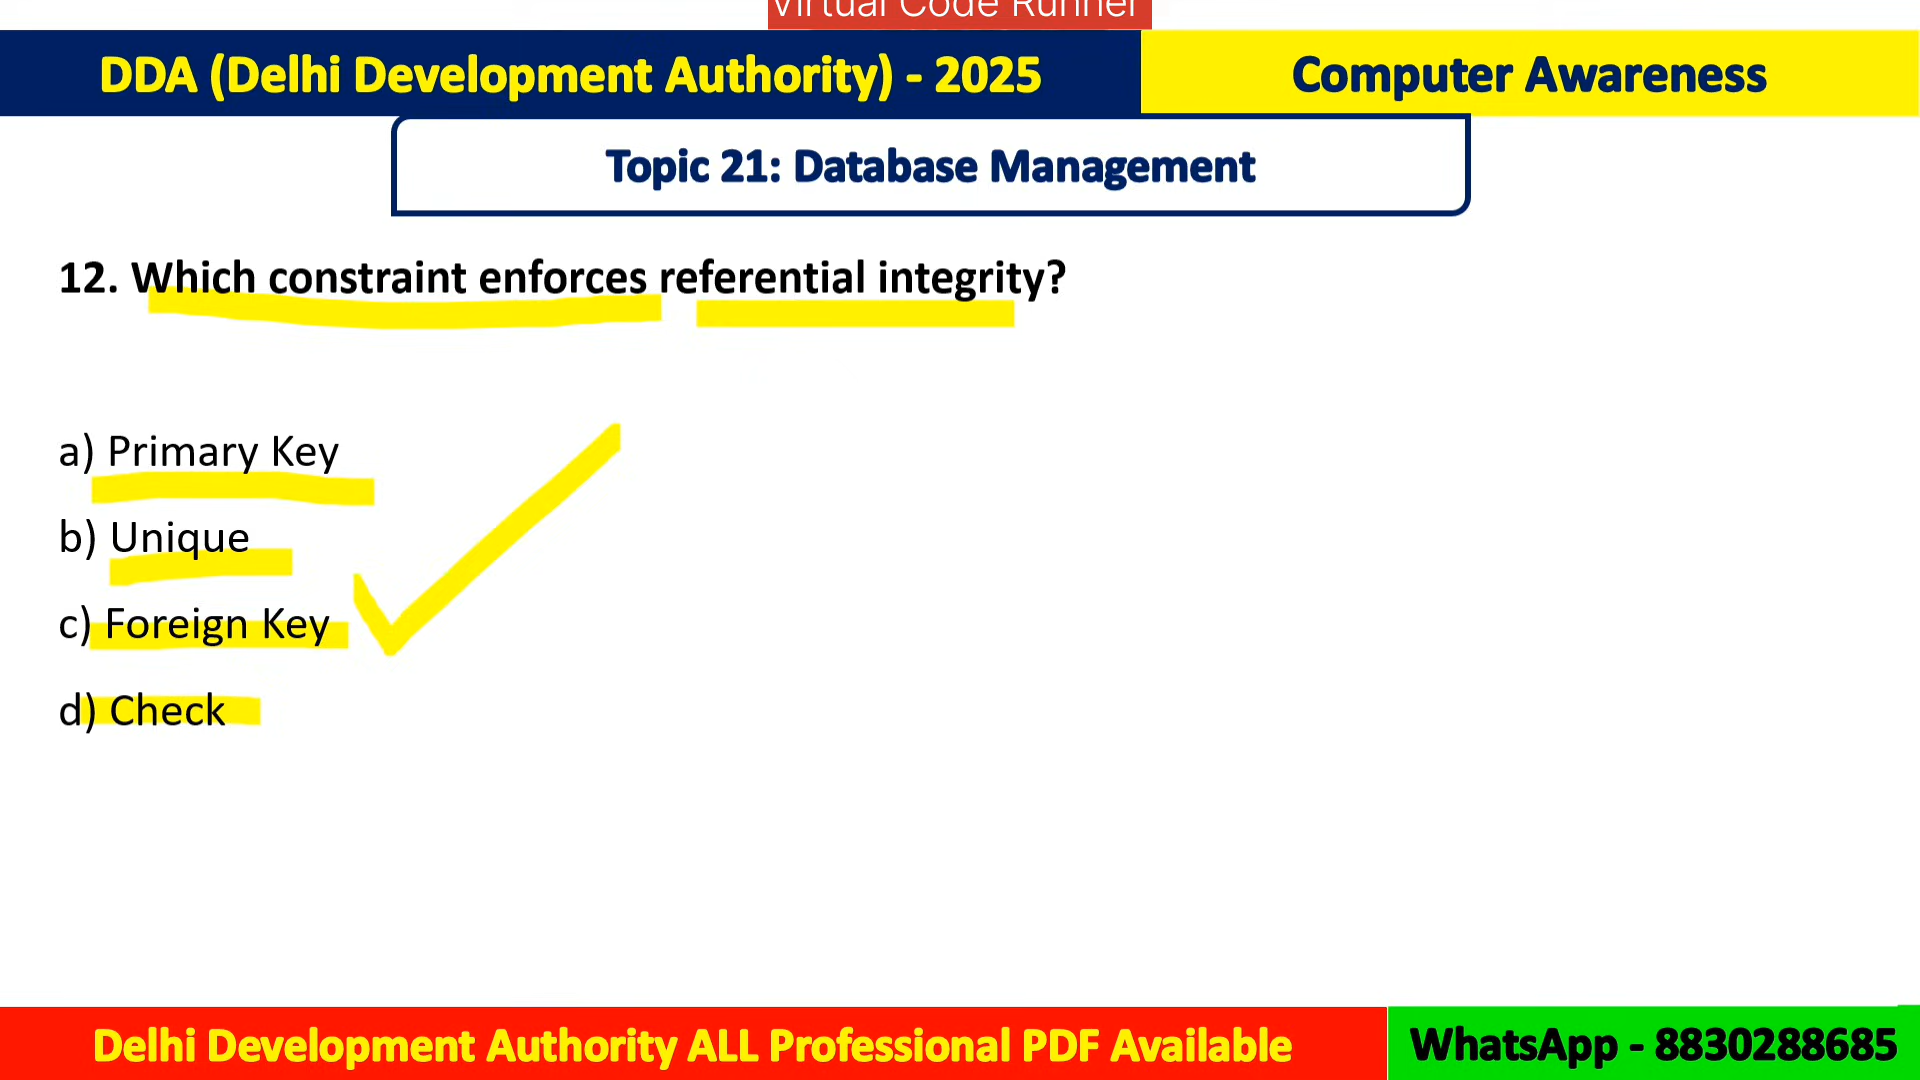 Virtual Code Runner
DDA (Delhi Development Authority) - 2025
Computer Awareness
Topic 21: Database Management
12. Which constraint enforces referential integrity?
a) Primary Key
b) Unique
c) Foreign Key
d) Check
Delhi Development Authority ALL Professional PDF Available
WhatsApp - 8830288685